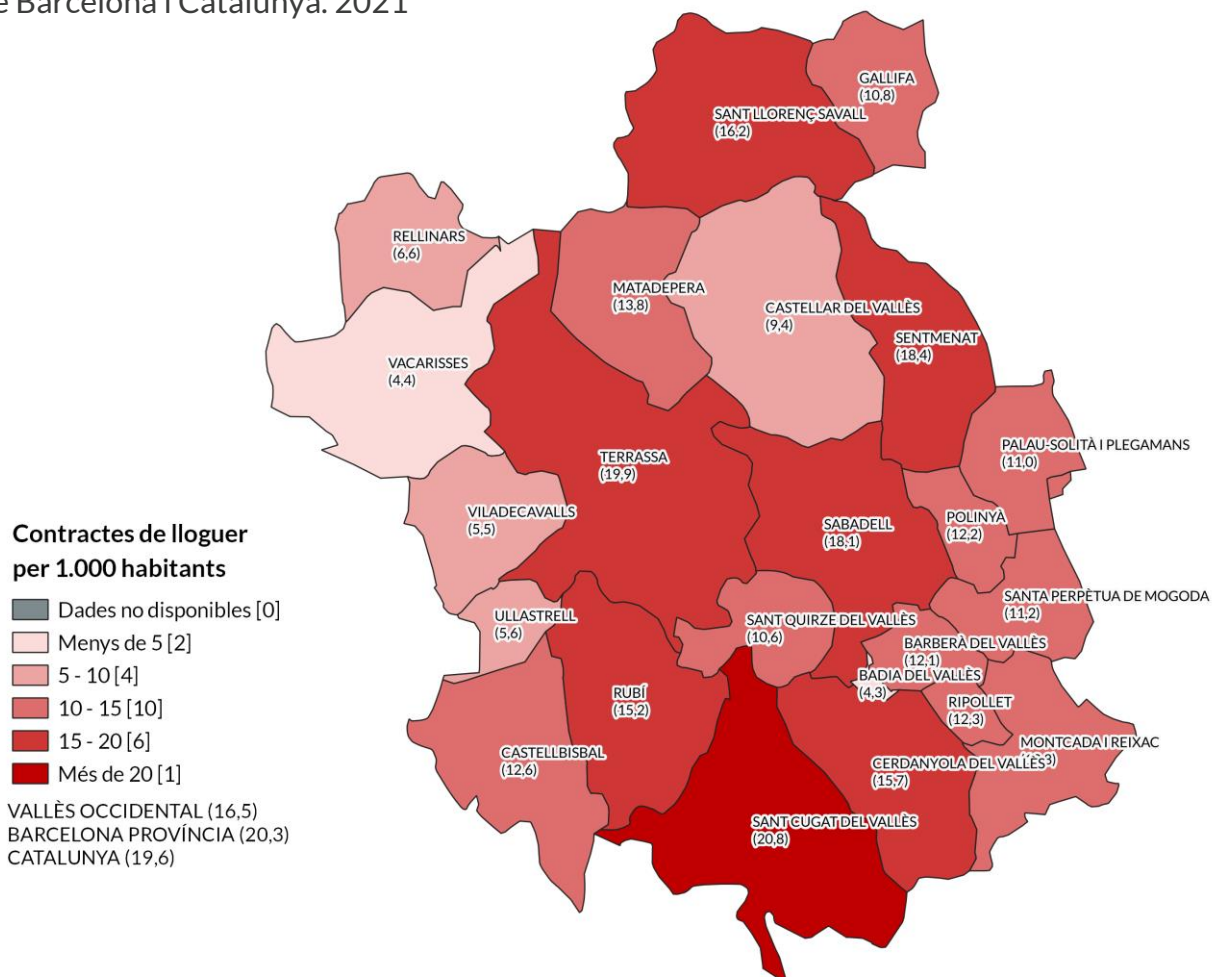 e Barcelona i Catalunya. 2021
GALLIFA
(10,8)
SANT LLORENÇ SAVALL
(16,2)
RELLINARS
(6,6)
MATADEPERA
(13,8)
CASTELLAR DEL VALLÈS
(9,4)
SENTMENAT
(18,4)
VACARISSES
(4,4)
PALAU-SOLITÀ I PLEGAMANS
(11,0)
TERRASSA
(19,9)
VILADECAVALLS
(5,5)
SABADELL
(18,1)
POLINYÀ
(12,2)
SANTA PERPÈTUA DE MOGODA
(11,2)
ULLASTRELL
(5,6)
SANT QUIRZE DEL VALLÈS
(10,6)
BARBERÀ DEL VALLÈS
(12,1)
BADIA DEL VALLÈS
(4,3)
RUBÍ
(15,2)
RIPOLLET
(12,3)
CASTELLBISBAL
(12,6)
MONTCADA I REIXAC
CERDANYOLA DEL VALLÈS
(15,7)
SANT CUGAT DEL VALLÈS
(20,8)
Contractes de lloguer
per 1.000 habitants
Dades no disponibles [0]
Menys de 5 [2]
5 - 10 [4]
10 - 15 [10]
15 - 20 [6]
Més de 20 [1]
VALLÈS OCCIDENTAL (16,5)
BARCELONA PROVÍNCIA (20,3)
CATALUNYA (19,6)